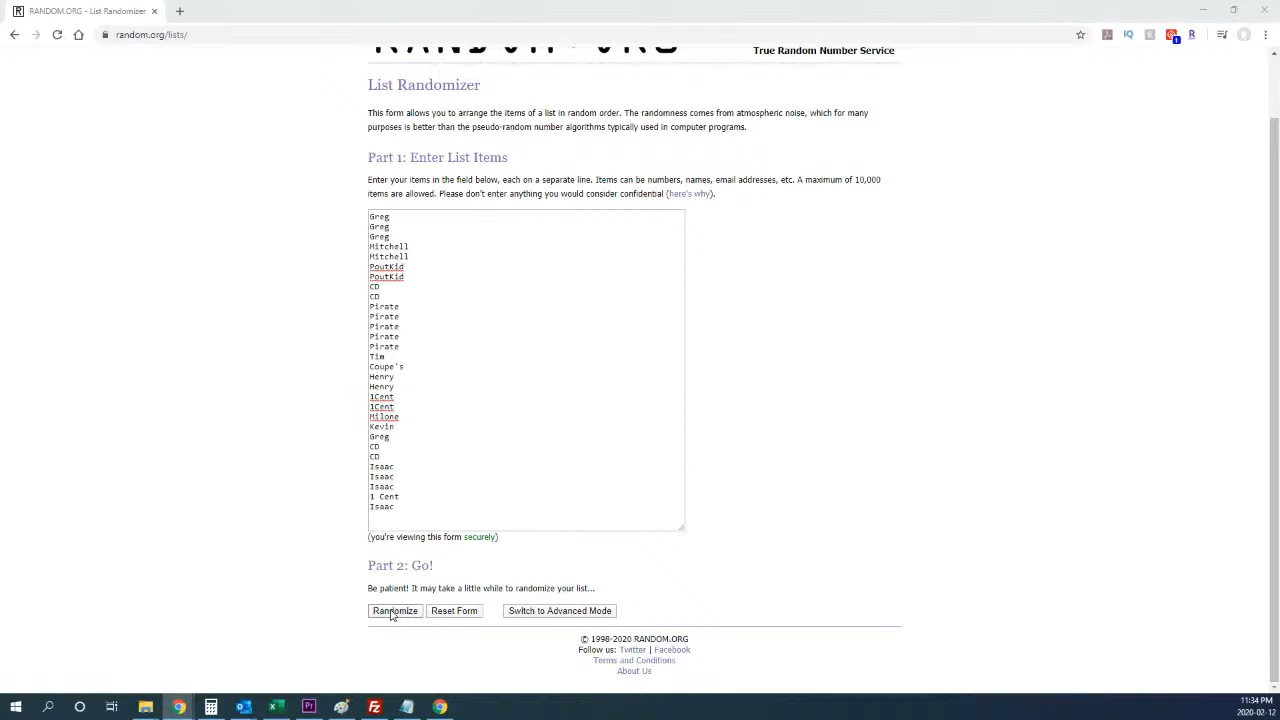 RANDOM.ORG - List Randomizer
random.org/lists/
RANDOM.ORG
True Random Number Service
List Randomizer
This form allows you to arrange the items of a list in random order. The randomness comes from atmospheric noise, which for many
purposes is better than the pseudo-random number algorithms typically used in computer programs.
Part 1: Enter List Items
Enter your items in the field below, each on a separate line. Items can be numbers, names, email addresses, etc. A maximum of 10,000
items are allowed. Please don't enter anything you would consider confidential (here's why).
Greg
Greg
Greg
Mitchell
Mitchell
PoutKid
PoutKid
CD
CD
Pirate
Pirate
Pirate
Pirate
Pirate
Tim
Coupe's
Henry
Henry
1Cent
1Cent
Milone
Kevin
Greg
CD
CD
Isaac
Isaac
Isaac
1 Cent
Isaac
(you're viewing this form securely)
Part 2: Go!
Be patient! It may take a little while to randomize your list...
Randomize Reset Form Switch to Advanced Mode
© 1998-2020 RANDOM.ORG
Follow us: Twitter | Facebook
Terms and Conditions
About Us
11:34 PM
2020-02-12